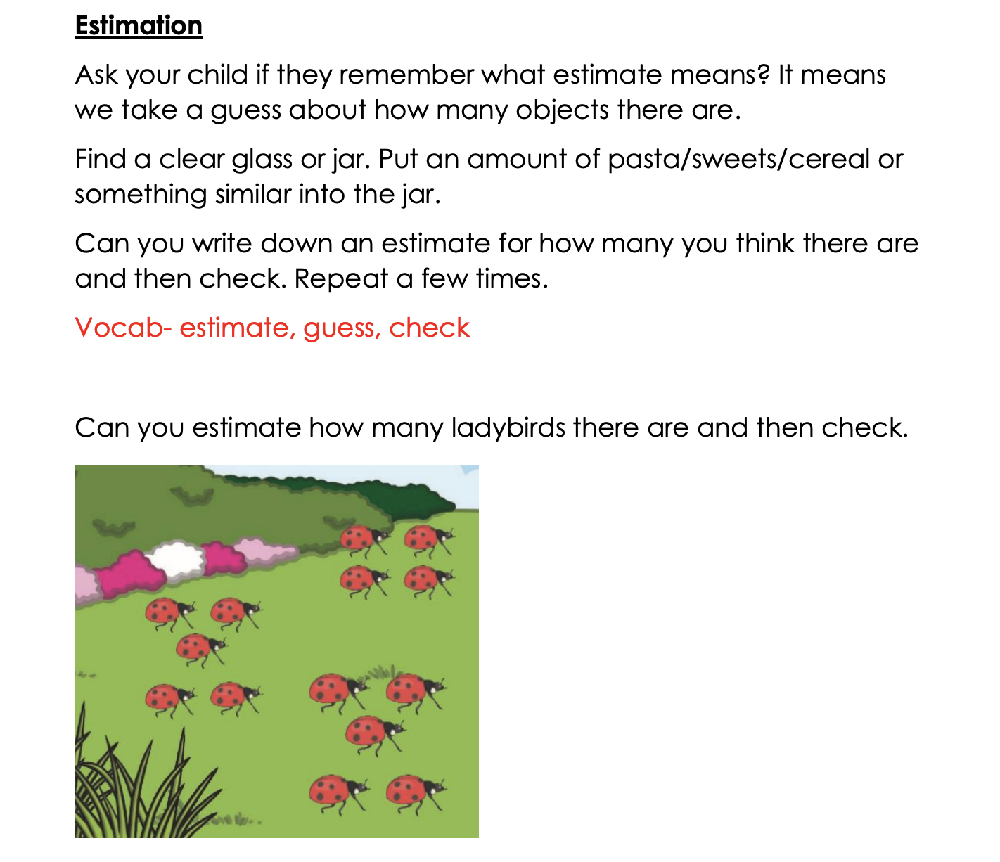 Estimation
Ask your child if they remember what estimate means? It means
we take a guess about how many objects there are.
Find a clear glass or jar. Put an amount of pasta/sweets/cereal or
something similar into the jar.
Can you write down an estimate for how many you think there are
and then check. Repeat a few times.
Vocab- estimate, guess, check
Can you estimate how many ladybirds there are and then check.